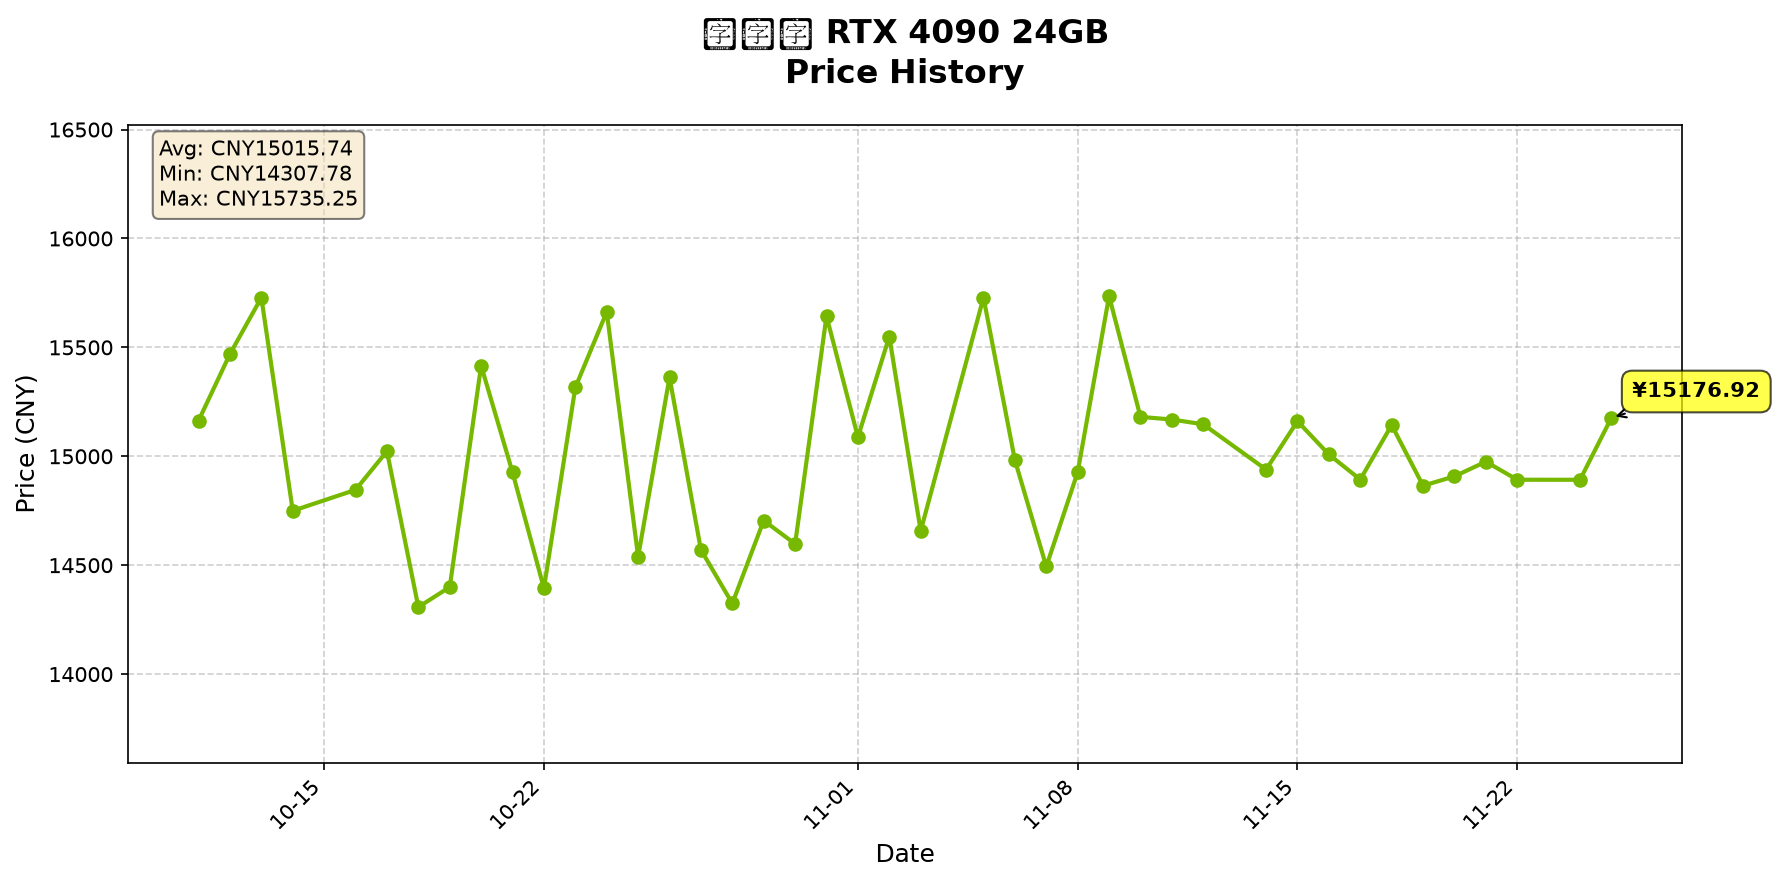 RTX 4090 24GB
Price History
Avg: CNY15015.74
Min: CNY14307.78
Max: CNY15735.25
Price (CNY)
16500
16000
15500
15000
14500
14000
¥15176.92
10-15
10-22
11-01
11-08
11-15
11-22
Date